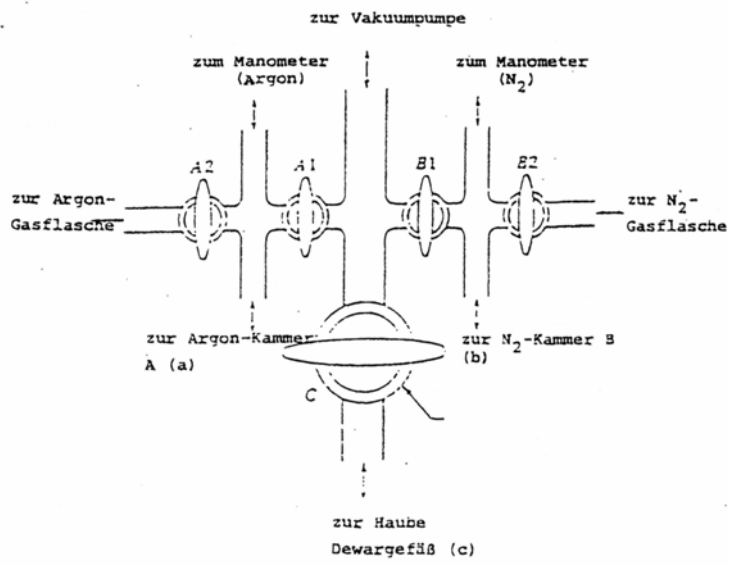 zur Vakuumpumpe
zum Manometer
(Argon)
zum Manometer
(N2)
A2
A1
B1
B2
zur Argon-
Gasflasche
zur N2-
Gasflasche
zur Argon-Kammer
A (a)
zur N2-Kammer B
(b)
C
zur Haube
Dewargefäß (c)